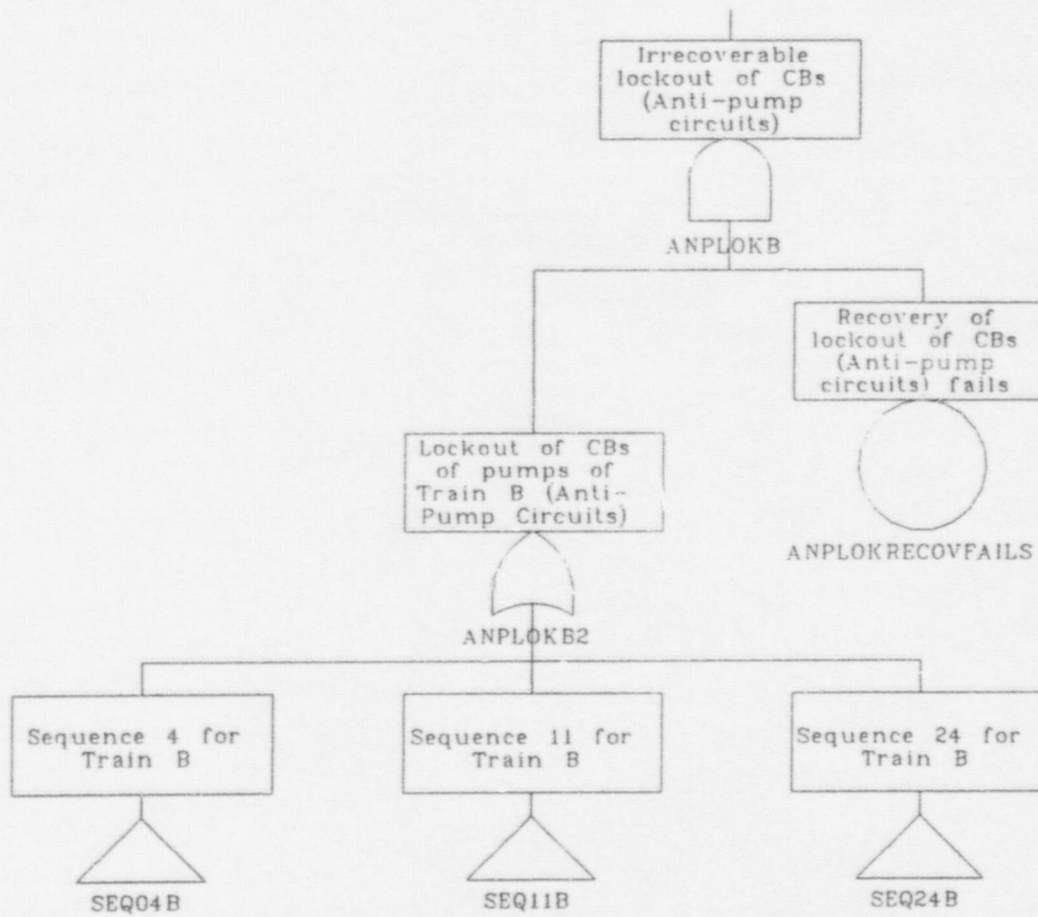 Irrecoverable
lockout of CBs
(Anti-pump
circuits)
ANPLOKB
Recovery of
lockout of CBs
(Anti-pump
circuits) fails
ANPLOKRECOVFAILS
Lockout of CBs
of pumps of
Train B (Anti-
Pump Circuits)
ANPLOKB2
Sequence 4 for
Train B
SEQ04B
Sequence 11 for
Train B
SEQ11B
Sequence 24 for
Train B
SEQ24B